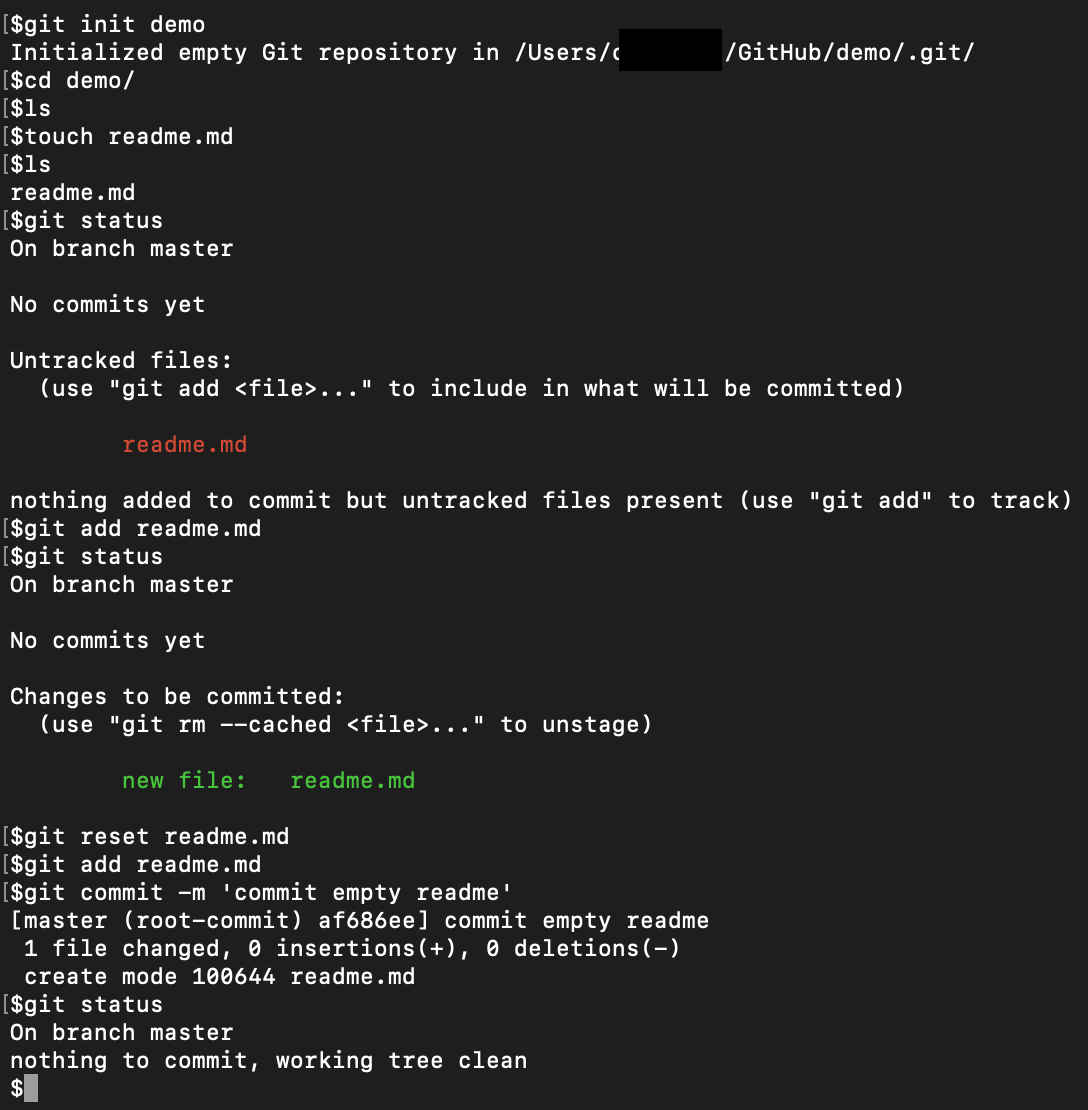 [$git init demo
Initialized empty Git repository in /Users/ /GitHub/demo/.git/
[$cd demo/
[$ls
[$touch readme.md
[$ls
readme.md
[$git status
On branch master
No commits yet
Untracked files:
(use "git add <file>..." to include in what will be committed)
readme.md
nothing added to commit but untracked files present (use "git add" to track)
[$git add readme.md
[$git status
On branch master
No commits yet
Changes to be committed:
(use "git rm --cached <file>..." to unstage)
new file:   readme.md
[$git reset readme.md
[$git add readme.md
[$git commit -m 'commit empty readme'
[master (root-commit) af686ee] commit empty readme
1 file changed, 0 insertions(+), 0 deletions(-)
create mode 100644 readme.md
[$git status
On branch master
nothing to commit, working tree clean
$